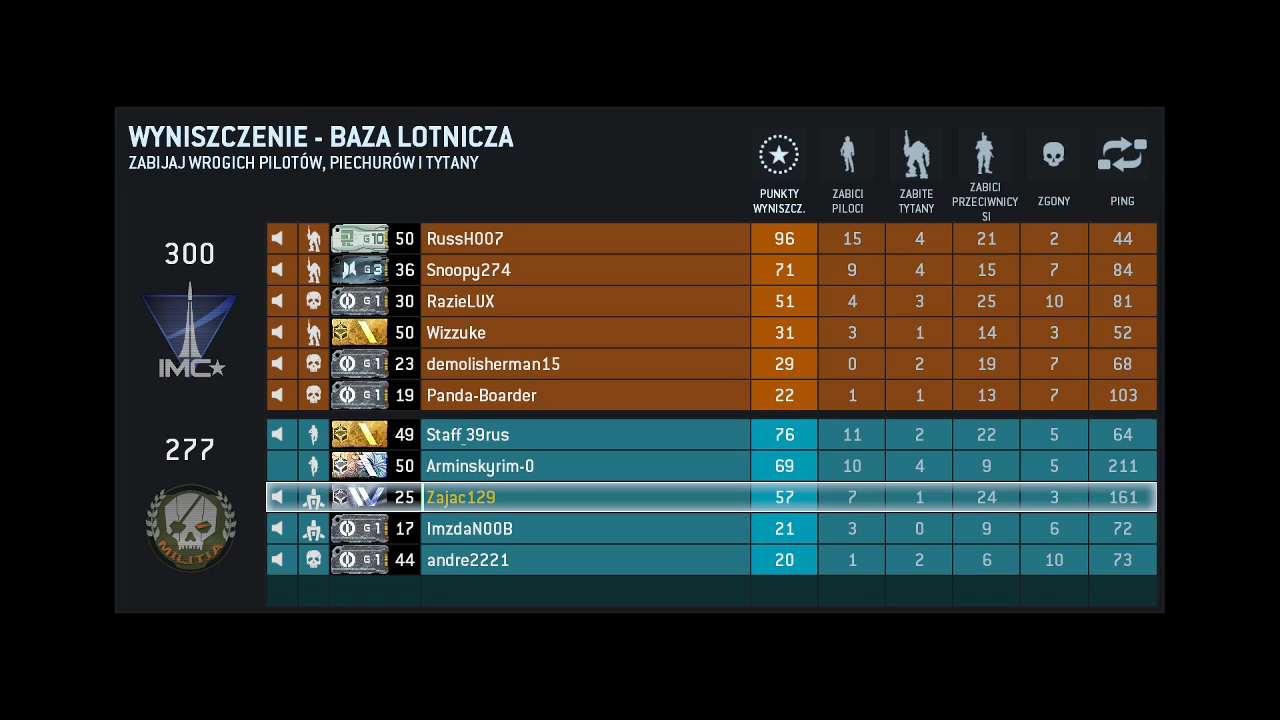 WYNISZCZENIE - BAZA LOTNICZA
ZABIJAJ WROGICH PILOTÓW, PIECHURÓW I TYTANY
PUNKTY WYNISZCZ.
ZABICI PILOCI
ZABITE TYTANY
ZABICI PRZECIWNICY SI
ZGONY
PING
300
IMC
G10 50 RussH007 96 15 4 21 2 44
G3 36 Snoopy274 71 9 4 15 7 84
G1 30 RazieLUX 51 4 3 25 10 81
50 Wizzuke 31 3 1 14 3 52
G1 23 demolisherman15 29 0 2 19 7 68
G1 19 Panda-Boarder 22 1 1 13 7 103
277
MILITIA
49 Staff_39rus 76 11 2 22 5 64
50 Arminskyrim-0 69 10 4 9 5 211
25 Zajac129 57 7 1 24 3 161
G1 17 ImzdaN00B 21 3 0 9 6 72
G1 44 andre2221 20 1 2 6 10 73